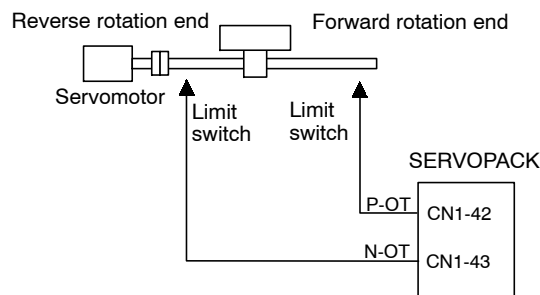 Reverse rotation end
Forward rotation end
Servomotor
Limit
switch
Limit
switch
SERVOPACK
P-OT
CN1-42
N-OT
CN1-43